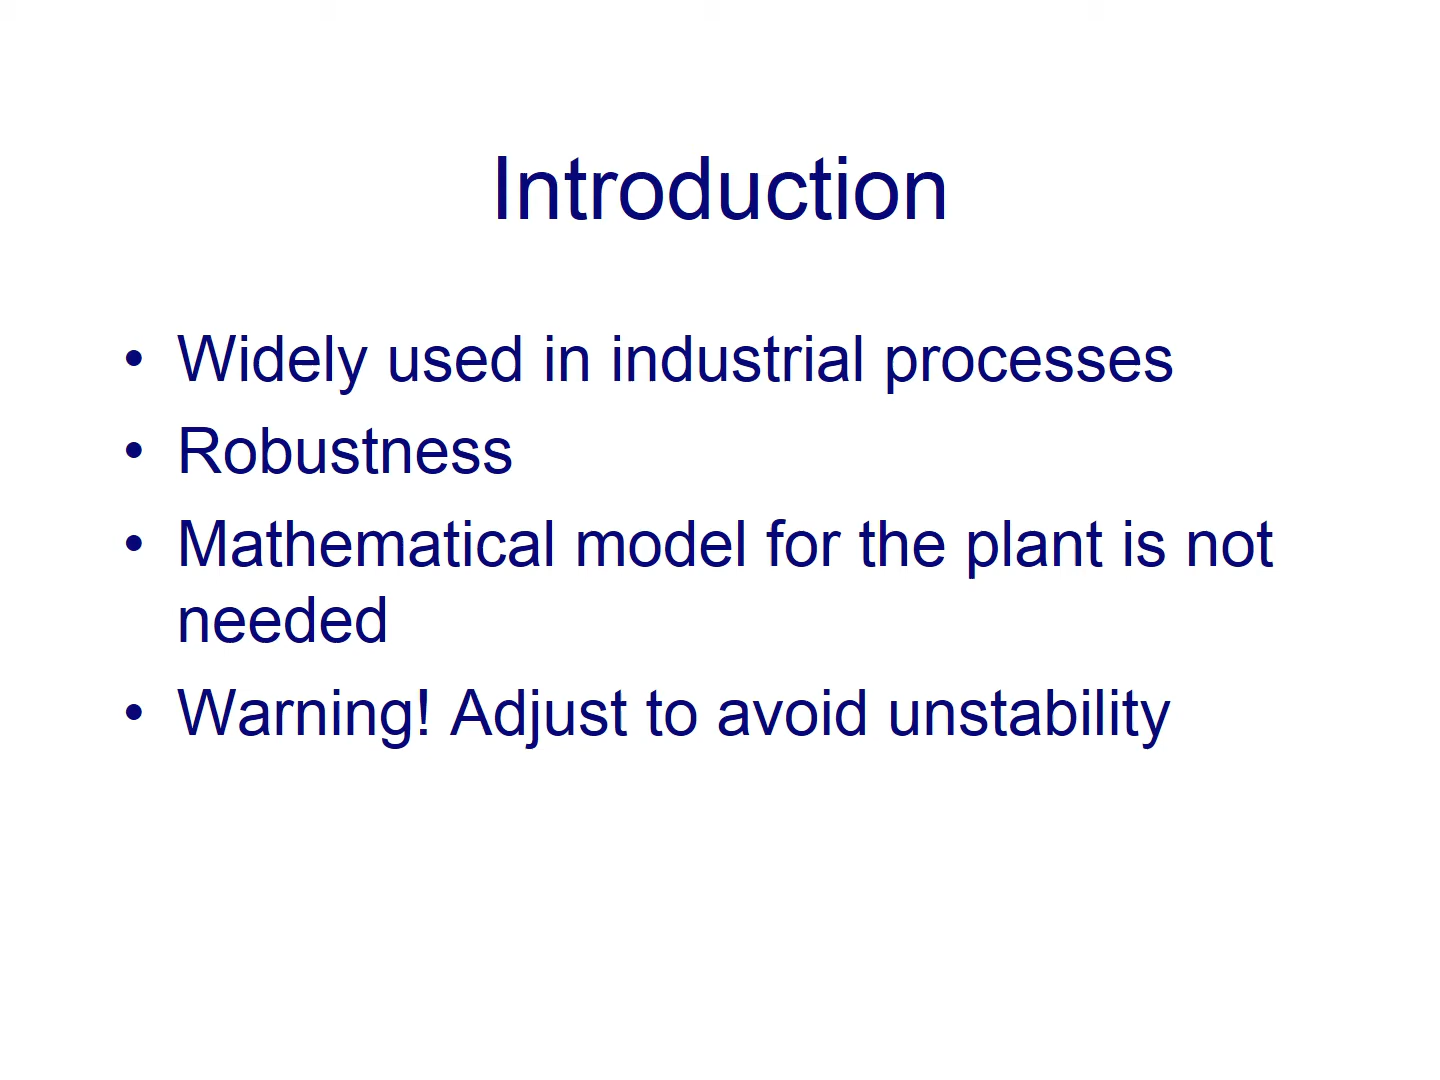 Introduction
• Widely used in industrial processes
• Robustness
• Mathematical model for the plant is not
needed
• Warning! Adjust to avoid unstability